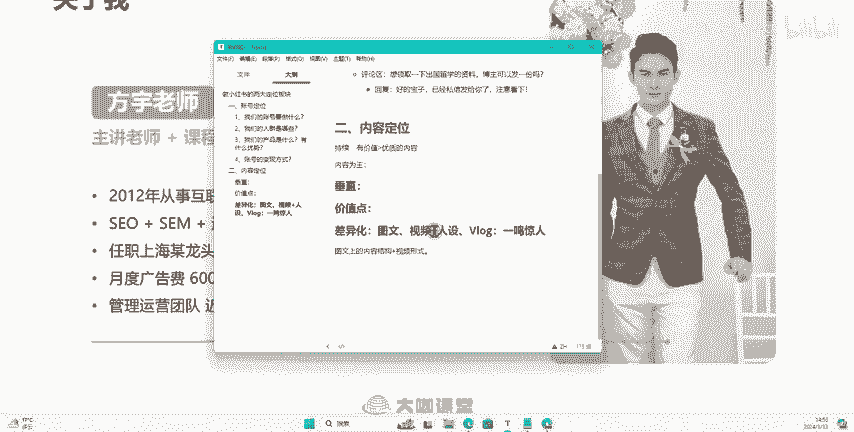 关于我
bilibili
方宇老师
主讲老师 + 课程
2012年从事互联
SEO + SEM +
任职上海某龙头
月度广告费 600
管理运营团队 近
文件(F) 编辑(E) 段落(P) 格式(O) 视图(V) 主题(T) 帮助(H)
文件 大纲
做小红书的两大定位板块
一、账号定位
1、我们的账号要做什么？
2、我们的人群是哪些？
3、我们的产品是什么？有什么优势？
4、账号的变现方式？
二、内容定位
垂直：
价值点：
差异化：图文、视频+人设、Vlog：一鸣惊人
评论区：想领取一下出国留学的资料，博主可以发一份吗？
回复：好的宝子，已经私信发给你了，注意看下！
二、内容定位
持续 有价值>优质的内容
内容为王：
垂直：
价值点：
差异化：图文、视频+人设、Vlog：一鸣惊人
图文上的内容结构+视频形式。
大咖课堂
搜索